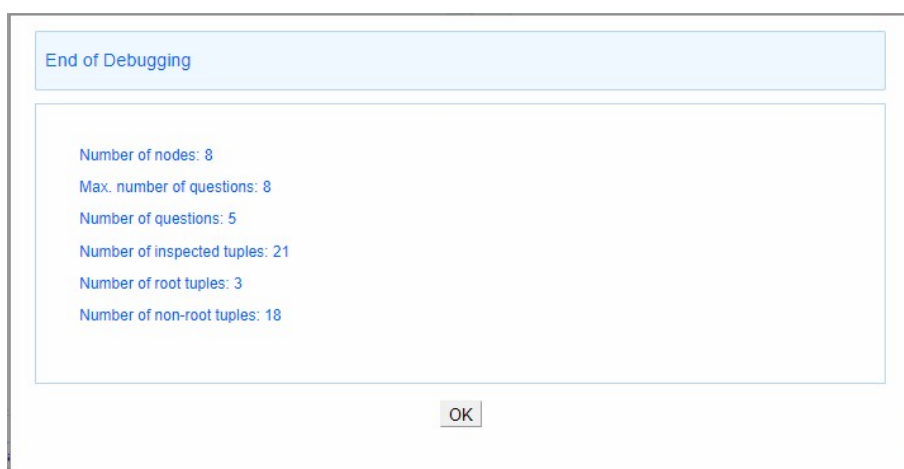 End of Debugging
Number of nodes: 8
Max. number of questions: 8
Number of questions: 5
Number of inspected tuples: 21
Number of root tuples: 3
Number of non-root tuples: 18
OK